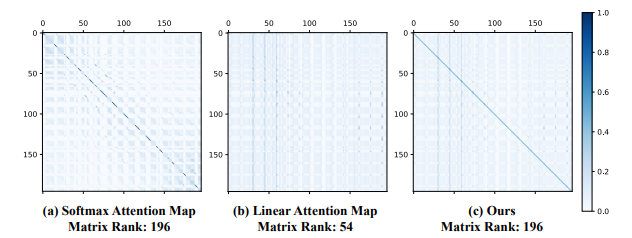 0 50 100 150
0 50 100 150
0 50 100 150
0
50
100
150
0
50
100
150
0
50
100
150
1.0
0.8
0.6
0.4
0.2
0.0
(a) Softmax Attention Map
Matrix Rank: 196
(b) Linear Attention Map
Matrix Rank: 54
(c) Ours
Matrix Rank: 196